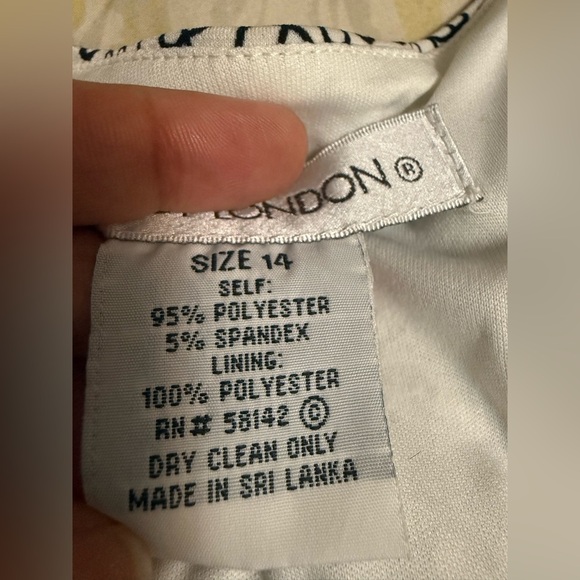 LONDON®
SIZE 14
SELF:
95% POLYESTER
5% SPANDEX
LINING:
100% POLYESTER
RN# 58142 ©
DRY CLEAN ONLY
MADE IN SRI LANKA